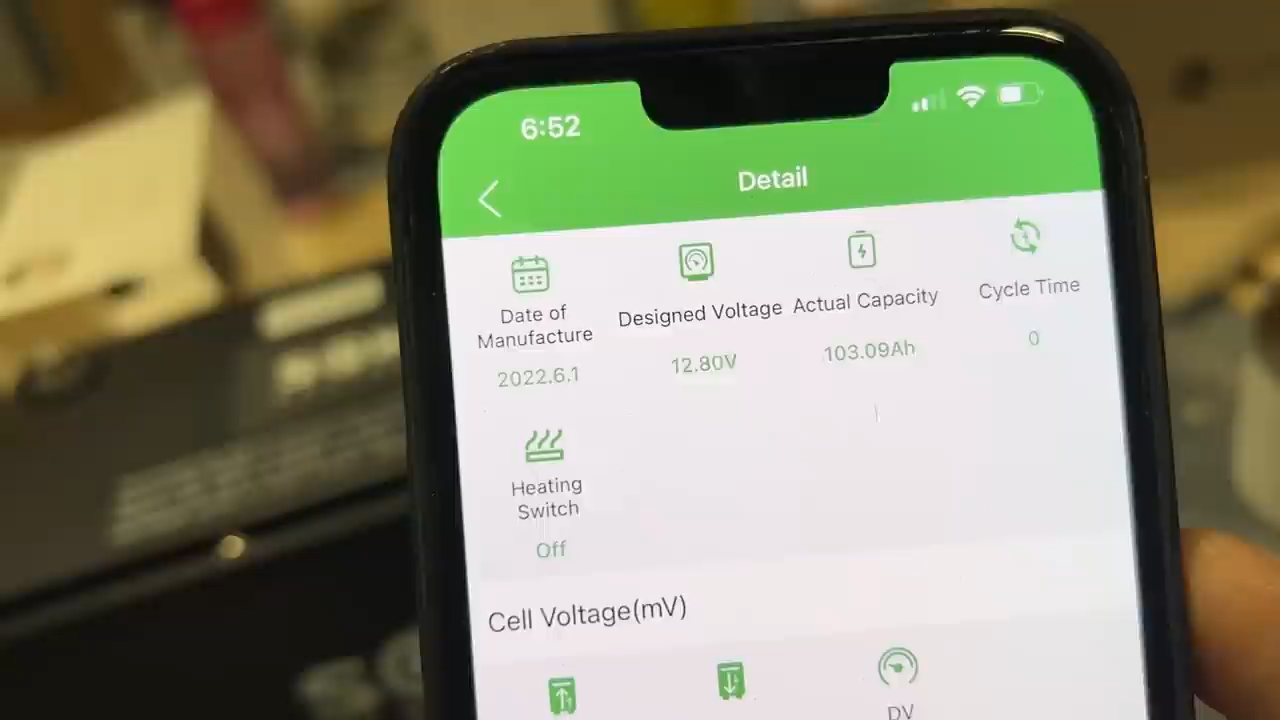 6:52
Detail
Date of
Manufacture
2022.6.1
Designed Voltage
12.80V
Actual Capacity
103.09Ah
Cycle Time
0
Heating
Switch
Off
Cell Voltage(mV)
DV